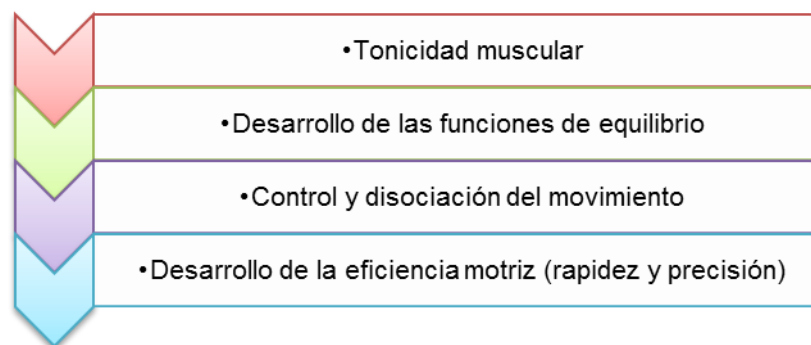 •Tonicidad muscular
•Desarrollo de las funciones de equilibrio
•Control y disociación del movimiento
•Desarrollo de la eficiencia motriz (rapidez y precisión)